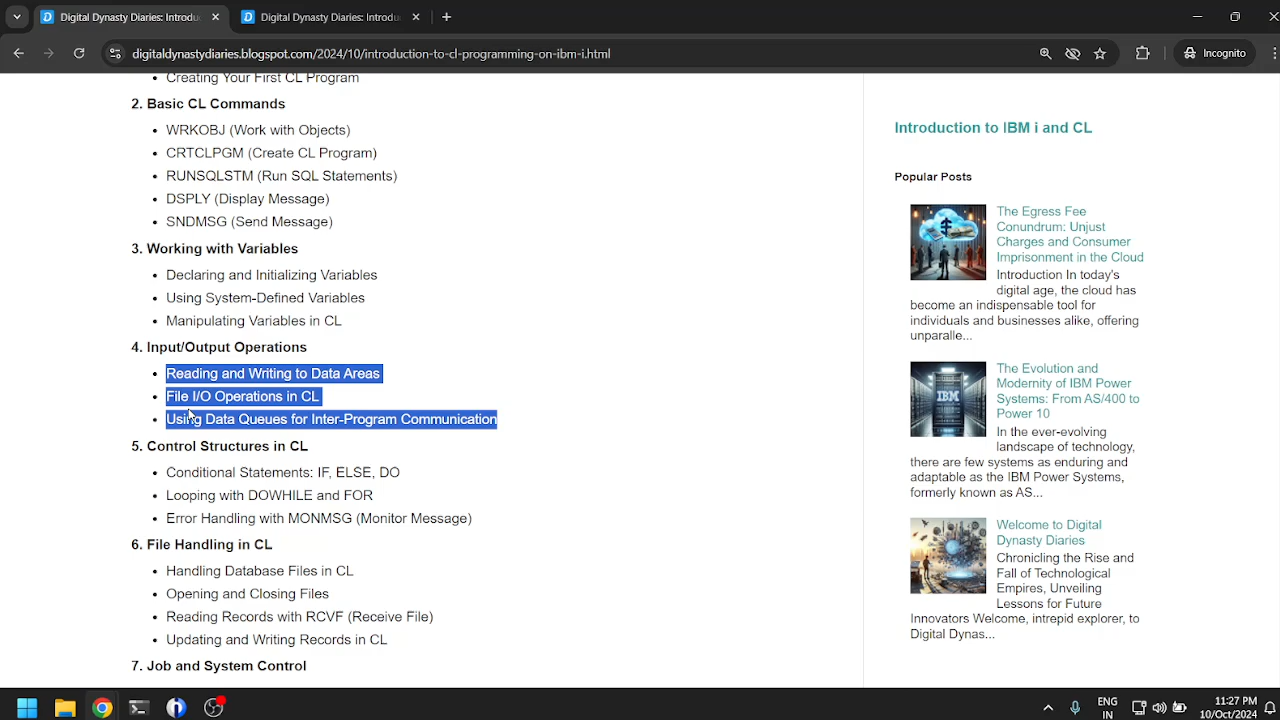 Digital Dynasty Diaries: Introdu
Digital Dynasty Diaries: Introdu
digitaldynastydiaries.blogspot.com/2024/10/introduction-to-cl-programming-on-ibm-i.html
Incognito
Creating Your First CL Program
2. Basic CL Commands
WRKOBJ (Work with Objects)
CRTCLPGM (Create CL Program)
RUNSQLSTM (Run SQL Statements)
DSPLY (Display Message)
SNDMSG (Send Message)
3. Working with Variables
Declaring and Initializing Variables
Using System-Defined Variables
Manipulating Variables in CL
4. Input/Output Operations
Reading and Writing to Data Areas
File I/O Operations in CL
Using Data Queues for Inter-Program Communication
5. Control Structures in CL
Conditional Statements: IF, ELSE, DO
Looping with DOWHILE and FOR
Error Handling with MONMSG (Monitor Message)
6. File Handling in CL
Handling Database Files in CL
Opening and Closing Files
Reading Records with RCVF (Receive File)
Updating and Writing Records in CL
7. Job and System Control
Introduction to IBM i and CL
Popular Posts
The Egress Fee
Conundrum: Unjust
Charges and Consumer
Imprisonment in the Cloud
Introduction In today's
digital age, the cloud has
become an indispensable tool for
individuals and businesses alike, offering
unparalle...
The Evolution and
Modernity of IBM Power
Systems: From AS/400 to
Power 10
In the ever-evolving
landscape of technology,
there are few systems as enduring and
adaptable as the IBM Power Systems,
formerly known as AS...
IBM
Welcome to Digital
Dynasty Diaries
Chronicling the Rise and
Fall of Technological
Empires, Unveiling
Lessons for Future
Innovators Welcome, intrepid explorer, to
Digital Dynas...
ENG
IN
11:27 PM
10/Oct/2024